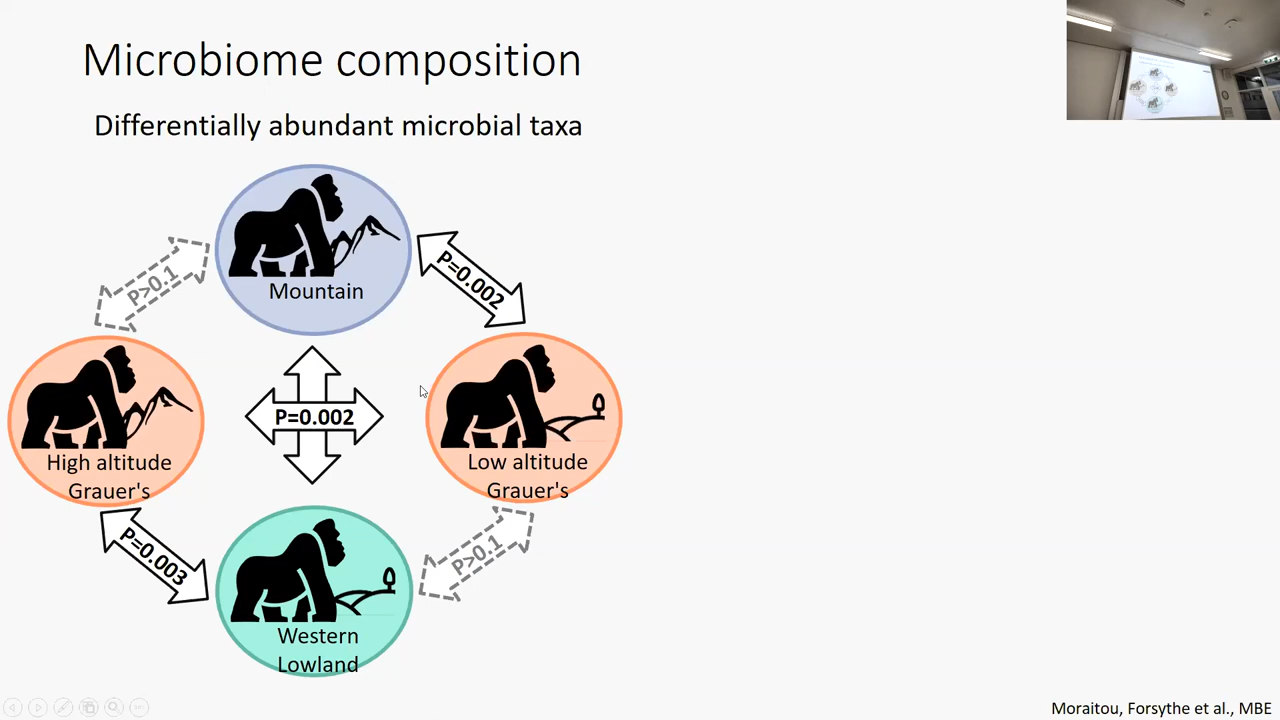 Microbiome composition
Differentially abundant microbial taxa
Mountain
P>0.1
P=0.002
P=0.002
High altitude
Grauer's
Low altitude
Grauer's
P=0.003
P>0.1
Western
Lowland
Moraitou, Forsythe et al., MBE